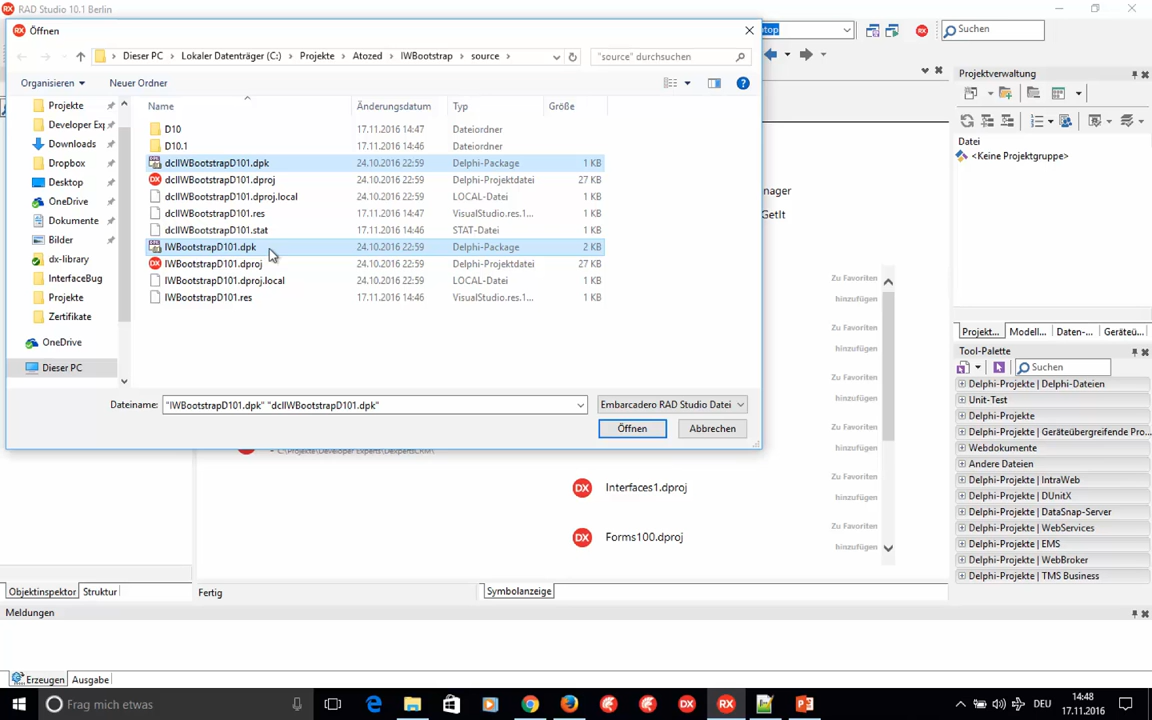 RAD Studio 10.1 Berlin
Öffnen
Dieser PC > Lokaler Datenträger (C:) > Projekte > Atozed > IWBootstrap > source >
"source" durchsuchen
Organisieren
Neuer Ordner
Name
Änderungsdatum
Typ
Größe
D10 17.11.2016 14:47 Dateiordner
D10.1 17.11.2016 14:46 Dateiordner
dclIWBootstrapD101.dpk 24.10.2016 22:59 Delphi-Package 1 KB
dclIWBootstrapD101.dproj 24.10.2016 22:59 Delphi-Projektdatei 27 KB
dclIWBootstrapD101.dproj.local 24.10.2016 22:59 LOCAL-Datei 1 KB
dclIWBootstrapD101.res 17.11.2016 14:47 VisualStudio.res.1... 1 KB
dclIWBootstrapD101.stat 24.10.2016 22:59 STAT-Datei 1 KB
IWBootstrapD101.dpk 24.10.2016 22:59 Delphi-Package 2 KB
IWBootstrapD101.dproj 24.10.2016 22:59 Delphi-Projektdatei 27 KB
IWBootstrapD101.dproj.local 24.10.2016 22:59 LOCAL-Datei 1 KB
IWBootstrapD101.res 17.11.2016 14:46 VisualStudio.res.1... 1 KB
Projekte
Developer Exp
Downloads
Dropbox
Desktop
OneDrive
Dokumente
Bilder
dx-library
InterfaceBug
Projekte
Zertifikate
OneDrive
Dieser PC
Dateiname: "IWBootstrapD101.dpk" "dclIWBootstrapD101.dpk"
Embarcadero RAD Studio Datei
Öffnen
Abbrechen
top
Suchen
nager
GetIt
Zu Favoriten
hinzufügen
Zu Favoriten
hinzufügen
Zu Favoriten
hinzufügen
Zu Favoriten
hinzufügen
Zu Favoriten
hinzufügen
Zu Favoriten
hinzufügen
C:\Projekte\Developer Experts\DexpertsCRM\
Interfaces1.dproj
Forms100.dproj
Projektverwaltung
Datei
<Keine Projektgruppe>
Projekt...
Modell...
Daten-...
Geräteü...
Tool-Palette
Suchen
Delphi-Projekte | Delphi-Dateien
Unit-Test
Delphi-Projekte
Delphi-Projekte | Geräteübergreifende Pro...
Webdokumente
Andere Dateien
Delphi-Projekte | IntraWeb
Delphi-Projekte | DUnitX
Delphi-Projekte | DataSnap-Server
Delphi-Projekte | WebServices
Delphi-Projekte | EMS
Delphi-Projekte | WebBroker
Delphi-Projekte | TMS Business
Objektinspektor
Struktur
Fertig
Symbolanzeige
Meldungen
Erzeugen
Ausgabe
Frag mich etwas
DEU
14:48
17.11.2016